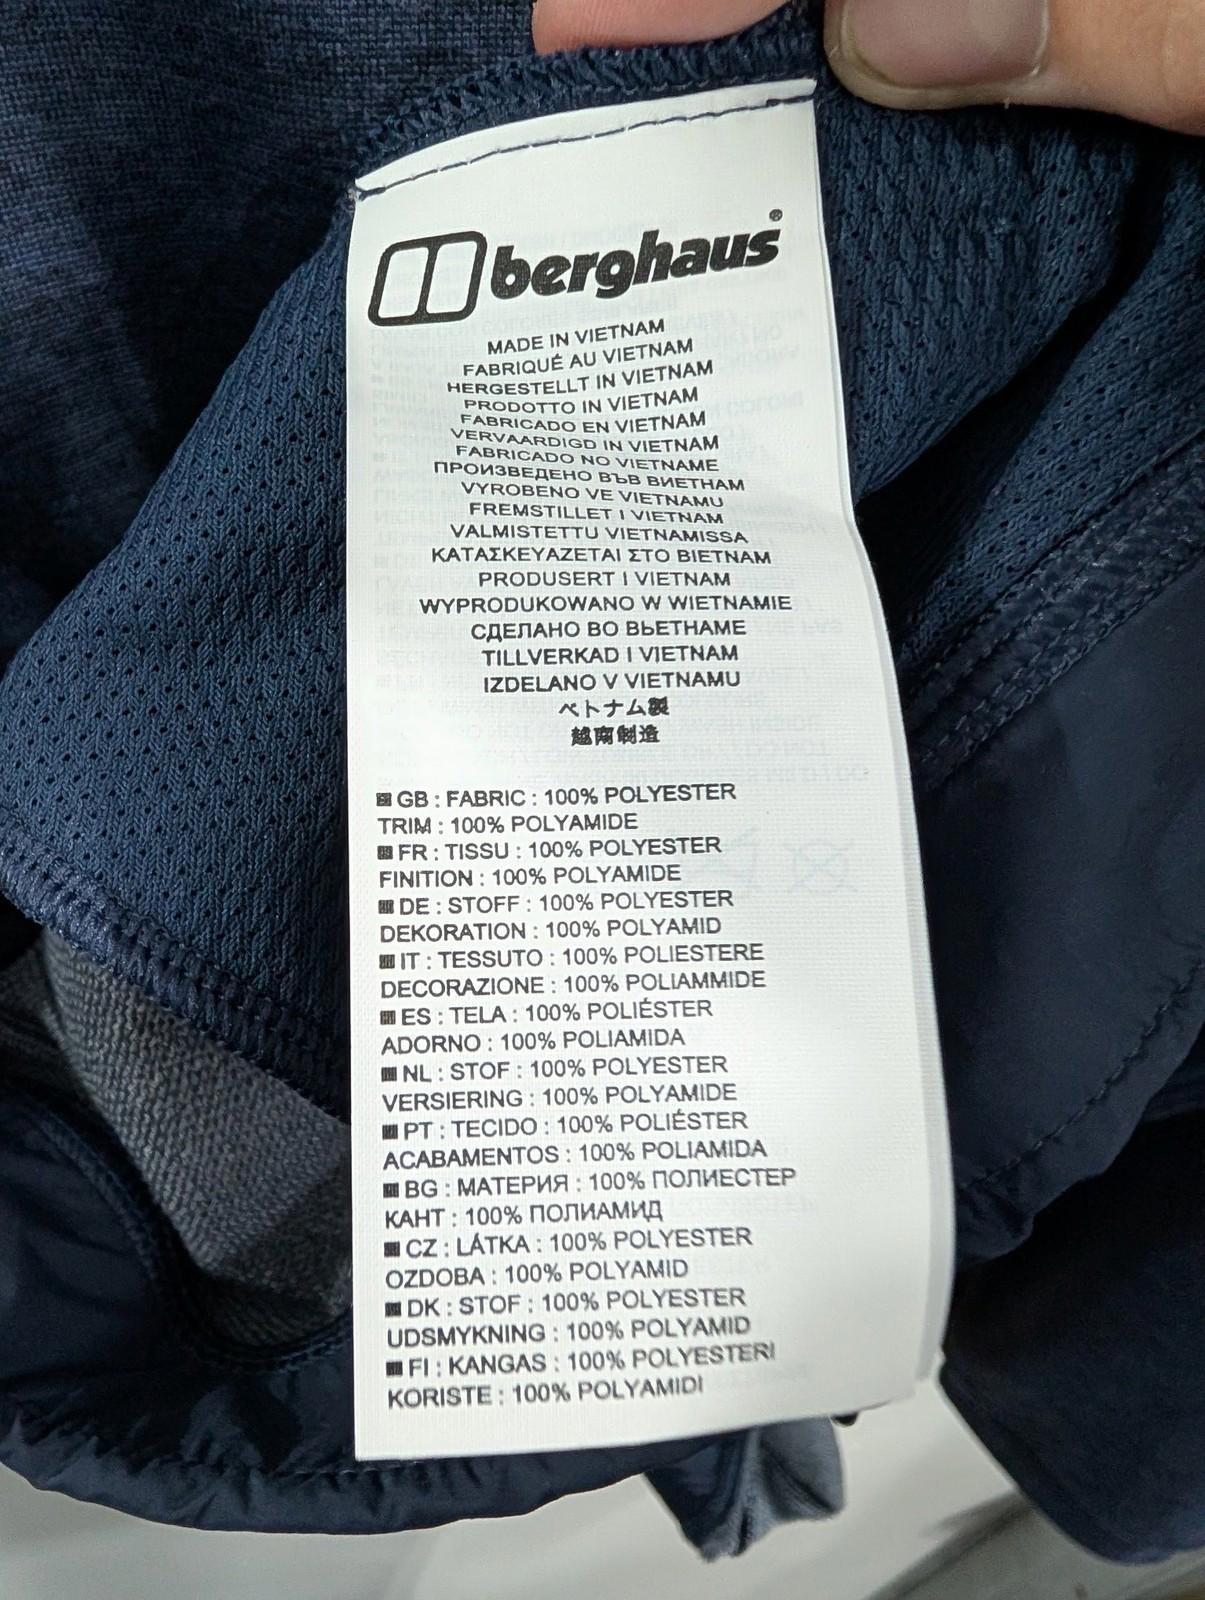 berghaus®
MADE IN VIETNAM
FABRIQUÉ AU VIETNAM
HERGESTELLT IN VIETNAM
PRODOTTO IN VIETNAM
FABRICADO EN VIETNAM
VERVAARDIGD IN VIETNAM
FABRICADO NO VIETNAME
ПРОИЗВЕДЕНО ВЪВ ВИЕТНАМ
VYROBENO VE VIETNAMU
FREMSTILLET I VIETNAM
VALMISTETTU VIETNAMISSA
ΚΑΤΑΣΚΕΥΑΖΕΤΑΙ ΣΤΟ ΒΙΕΤΝΑΜ
PRODUSERT I VIETNAM
WYPRODUKOWANO W WIETNAMIE
СДЕЛАНО ВО ВЬЕТНАМЕ
TILLVERKAD I VIETNAM
IZDELANO V VIETNAMU
ベトナム製
越南制造
GB : FABRIC : 100% POLYESTER
TRIM : 100% POLYAMIDE
FR : TISSU : 100% POLYESTER
FINITION : 100% POLYAMIDE
DE : STOFF : 100% POLYESTER
DEKORATION : 100% POLYAMID
IT : TESSUTO : 100% POLIESTERE
DECORAZIONE : 100% POLIAMMIDE
ES : TELA : 100% POLIÉSTER
ADORNO : 100% POLIAMIDA
NL : STOF : 100% POLYESTER
VERSIERING : 100% POLYAMIDE
PT : TECIDO : 100% POLIÉSTER
ACABAMENTOS : 100% POLIAMIDA
BG : МАТЕРИЯ : 100% ПОЛИЕСТЕР
КАНТ : 100% ПОЛИАМИД
CZ : LÁTKA : 100% POLYESTER
OZDOBA : 100% POLYAMID
DK : STOF : 100% POLYESTER
UDSMYKNING : 100% POLYAMID
FI : KANGAS : 100% POLYESTERI
KORISTE : 100% POLYAMIDI